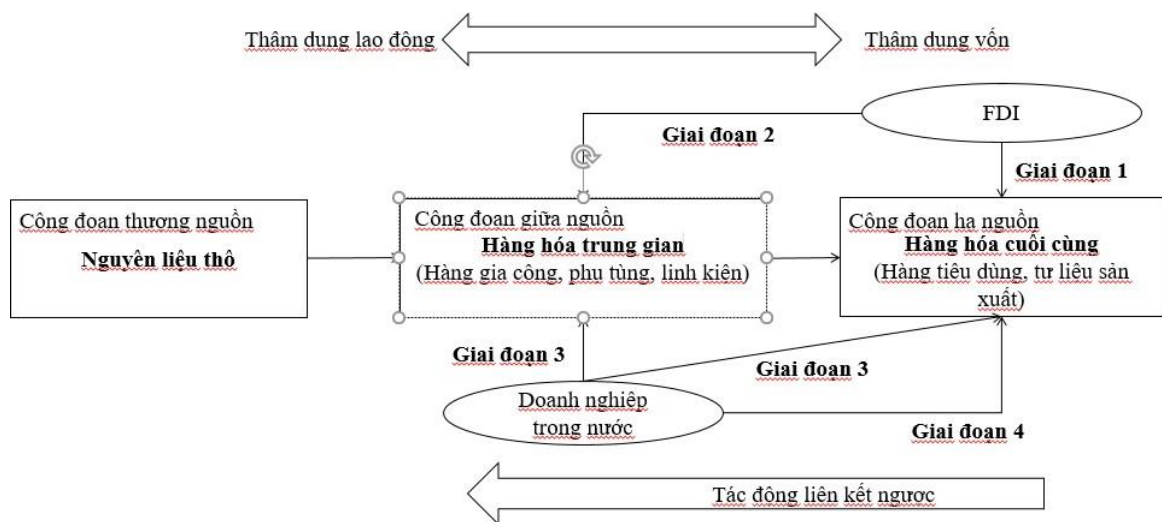 Thâm dụng lao động
Thâm dụng vốn
FDI
Giai đoạn 2
Giai đoạn 1
Công đoạn thượng nguồn
Nguyên liệu thô
Công đoạn giữa nguồn
Hàng hóa trung gian
(Hàng gia công, phụ tùng, linh kiện)
Công đoạn hạ nguồn
Hàng hóa cuối cùng
(Hàng tiêu dùng, tư liệu sản
xuất)
Giai đoạn 3
Giai đoạn 3
Doanh nghiệp
trong nước
Giai đoạn 4
Tác động liên kết ngược